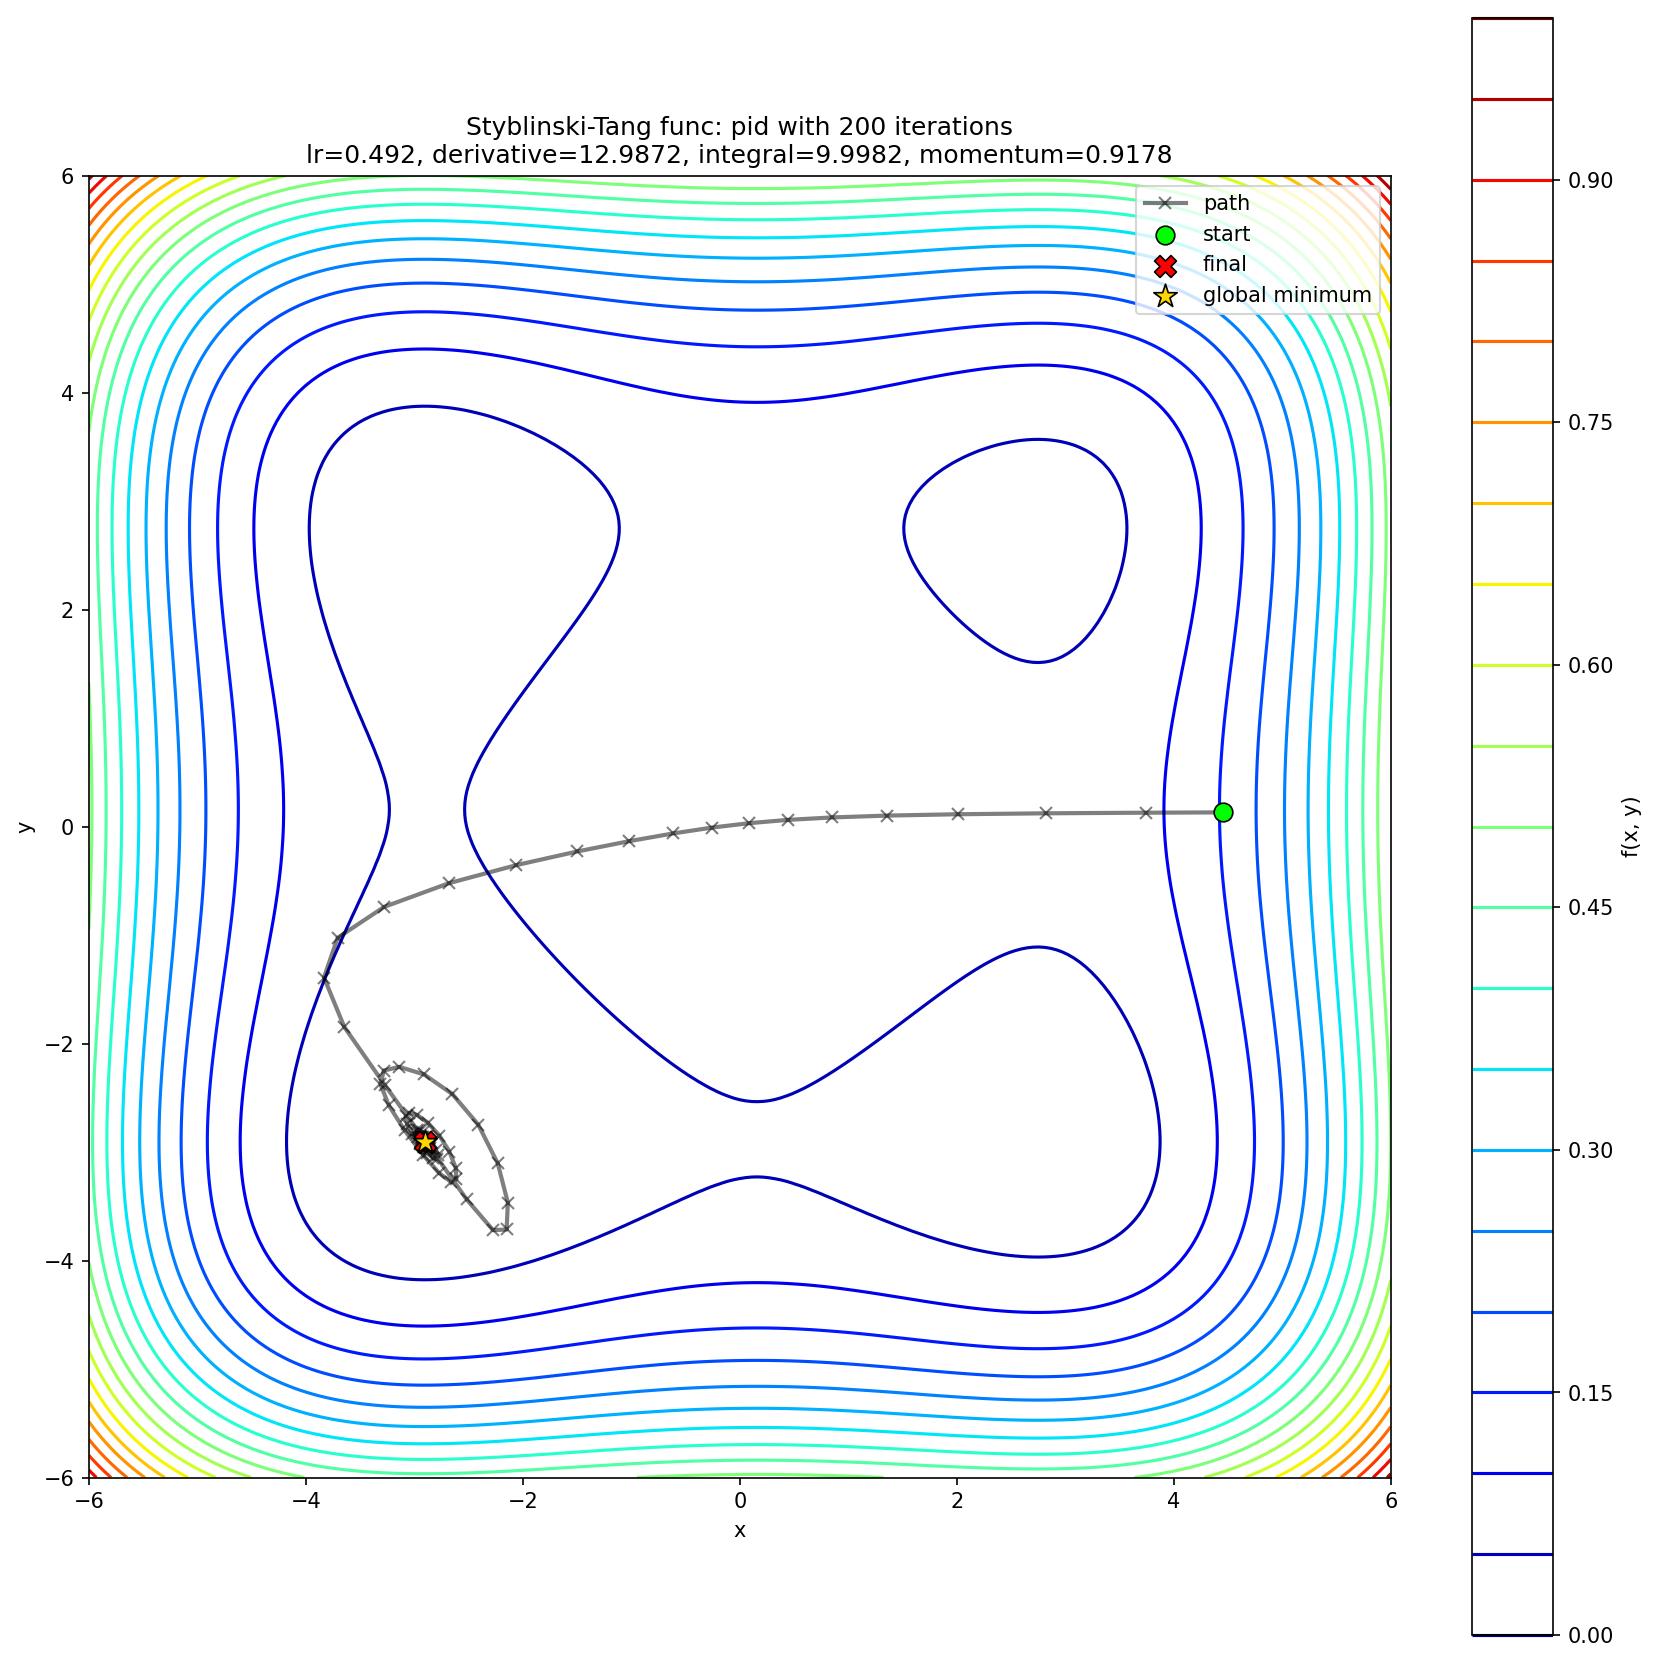 Styblinski-Tang func: pid with 200 iterations
lr=0.492, derivative=12.9872, integral=9.9982, momentum=0.9178
path
start
final
global minimum
6
4
2
0
−2
−4
−6
y
−6
−4
−2
0
2
4
6
x
0.90
0.75
0.60
0.45
0.30
0.15
0.00
f(x, y)